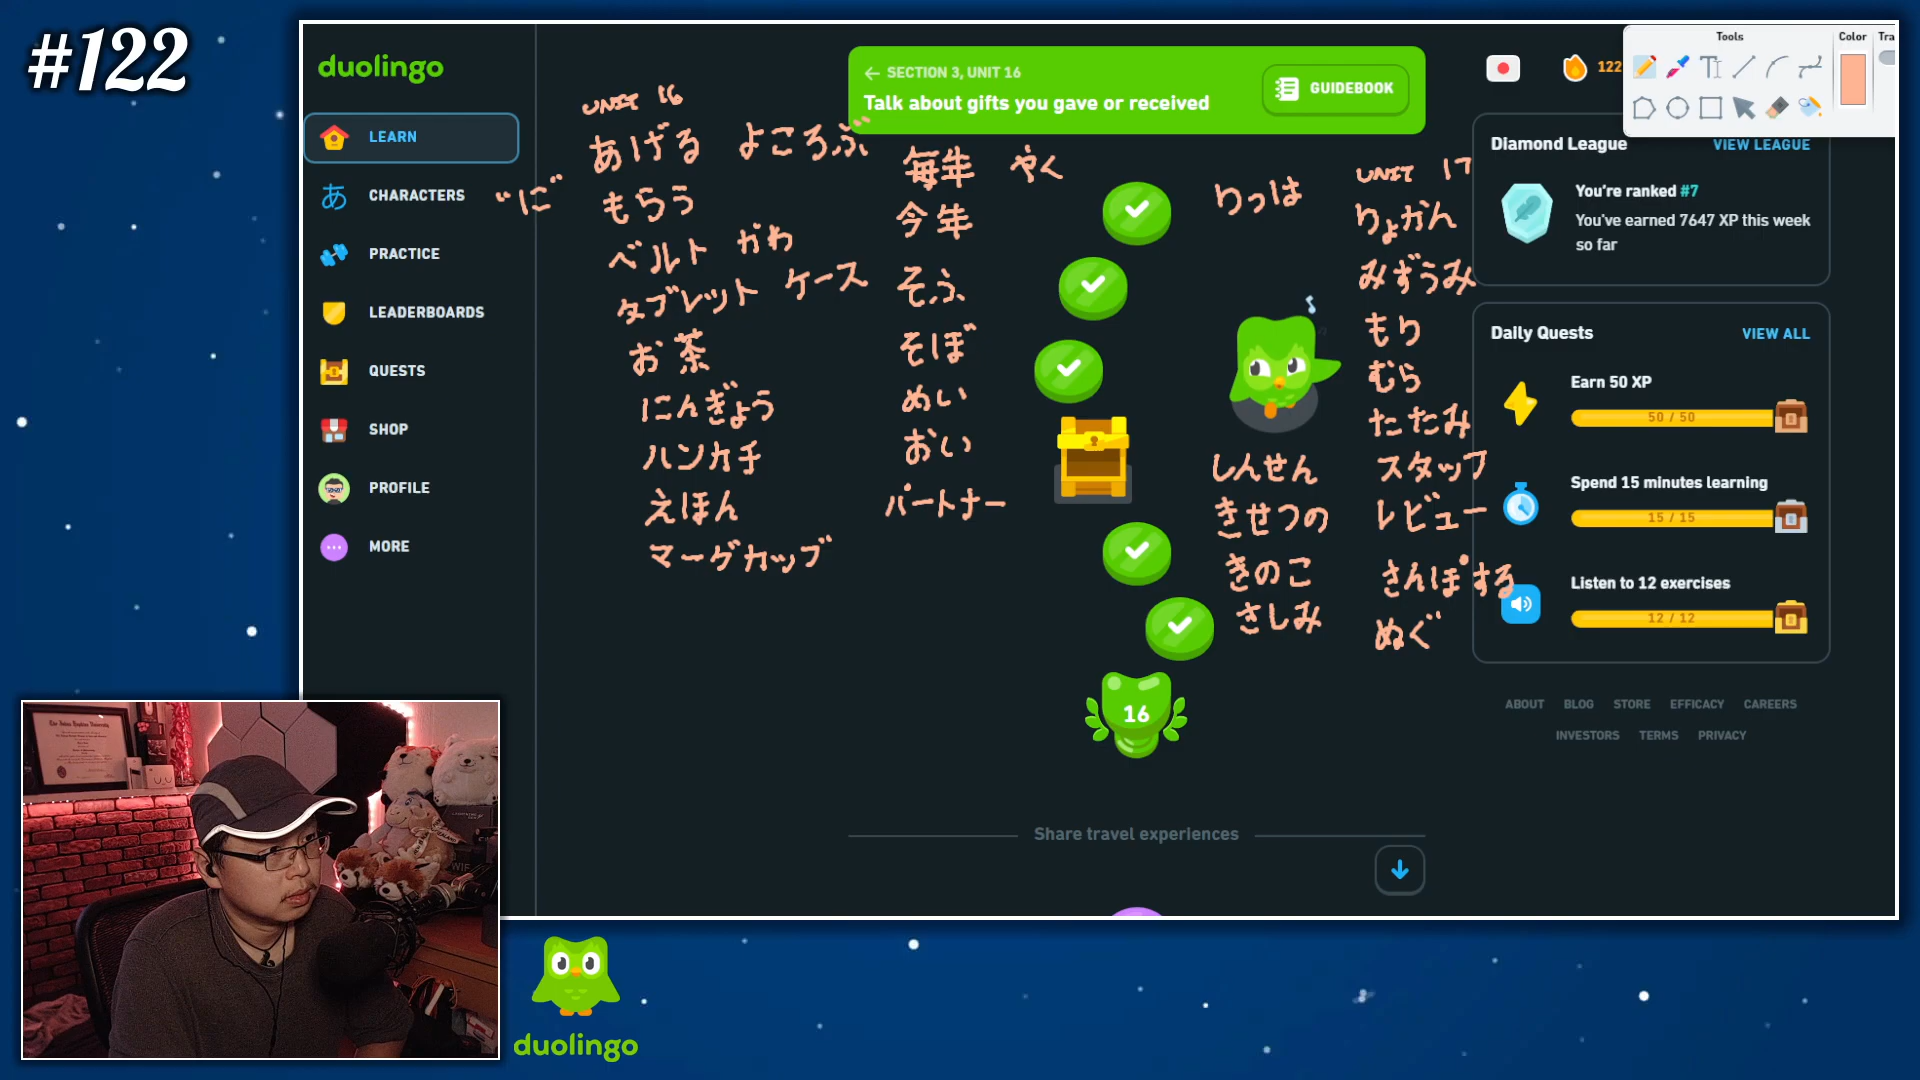 #122
duolingo
LEARN
CHARACTERS
PRACTICE
LEADERBOARDS
QUESTS
SHOP
PROFILE
MORE
← SECTION 3, UNIT 16
Talk about gifts you gave or received
GUIDEBOOK
122
Tools
Color
Tra
UNIT 16
あげる よころぶ
"に"
もらう
ベルト がわ
タブレット ケース
お茶
にんぎょう
ハンカチ
えほん
マーグカップ
毎年 やく
今年
そふ
そぼ
めい
おい
パートナー
りっは
しんせん
きせつの
きのこ
さしみ
UNIT 17
りょかん
みずうみ
もり
むら
たたみ
スタッフ
レビュー
さんぽする
ぬぐ
16
Share travel experiences
Diamond League
VIEW LEAGUE
You're ranked #7
You've earned 7647 XP this week
so far
Daily Quests
VIEW ALL
Earn 50 XP
50 / 50
Spend 15 minutes learning
15 / 15
Listen to 12 exercises
12 / 12
ABOUT BLOG STORE EFFICACY CAREERS
INVESTORS TERMS PRIVACY
duolingo